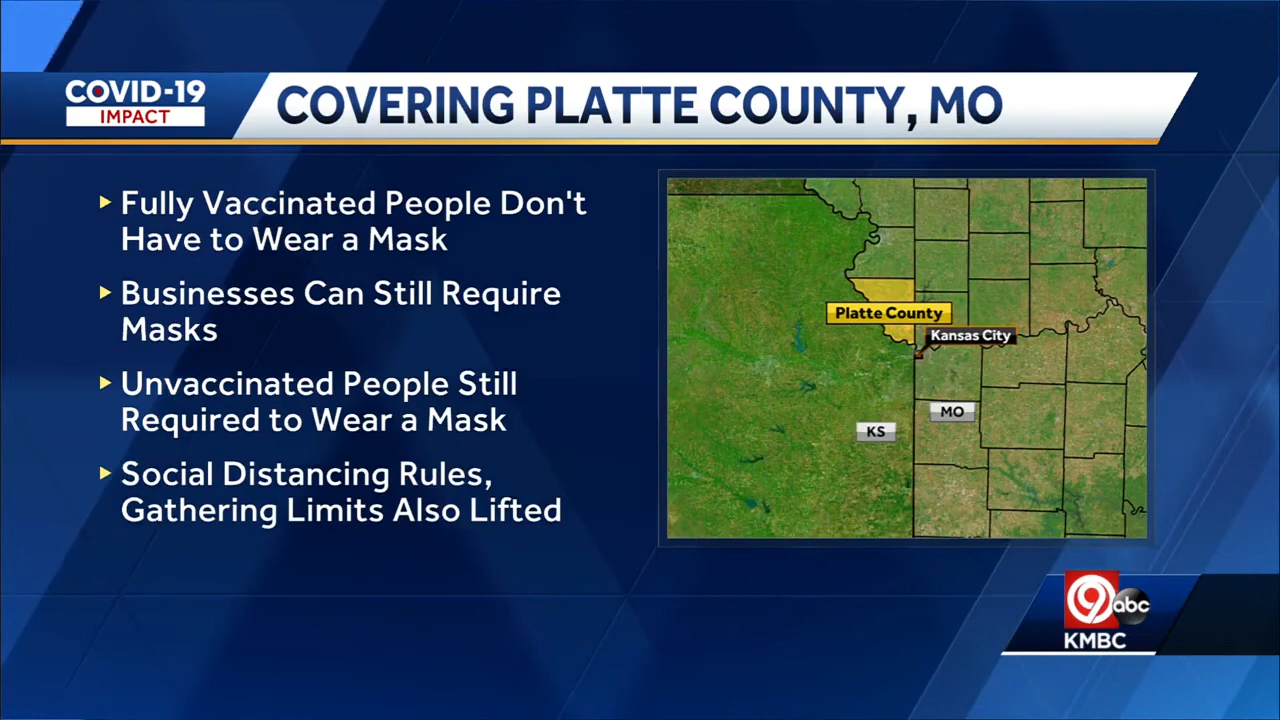 COVID-19
IMPACT
COVERING PLATTE COUNTY, MO
Fully Vaccinated People Don't
Have to Wear a Mask
Businesses Can Still Require
Masks
Unvaccinated People Still
Required to Wear a Mask
Social Distancing Rules,
Gathering Limits Also Lifted
Platte County
Kansas City
MO
KS
9 abc
KMBC